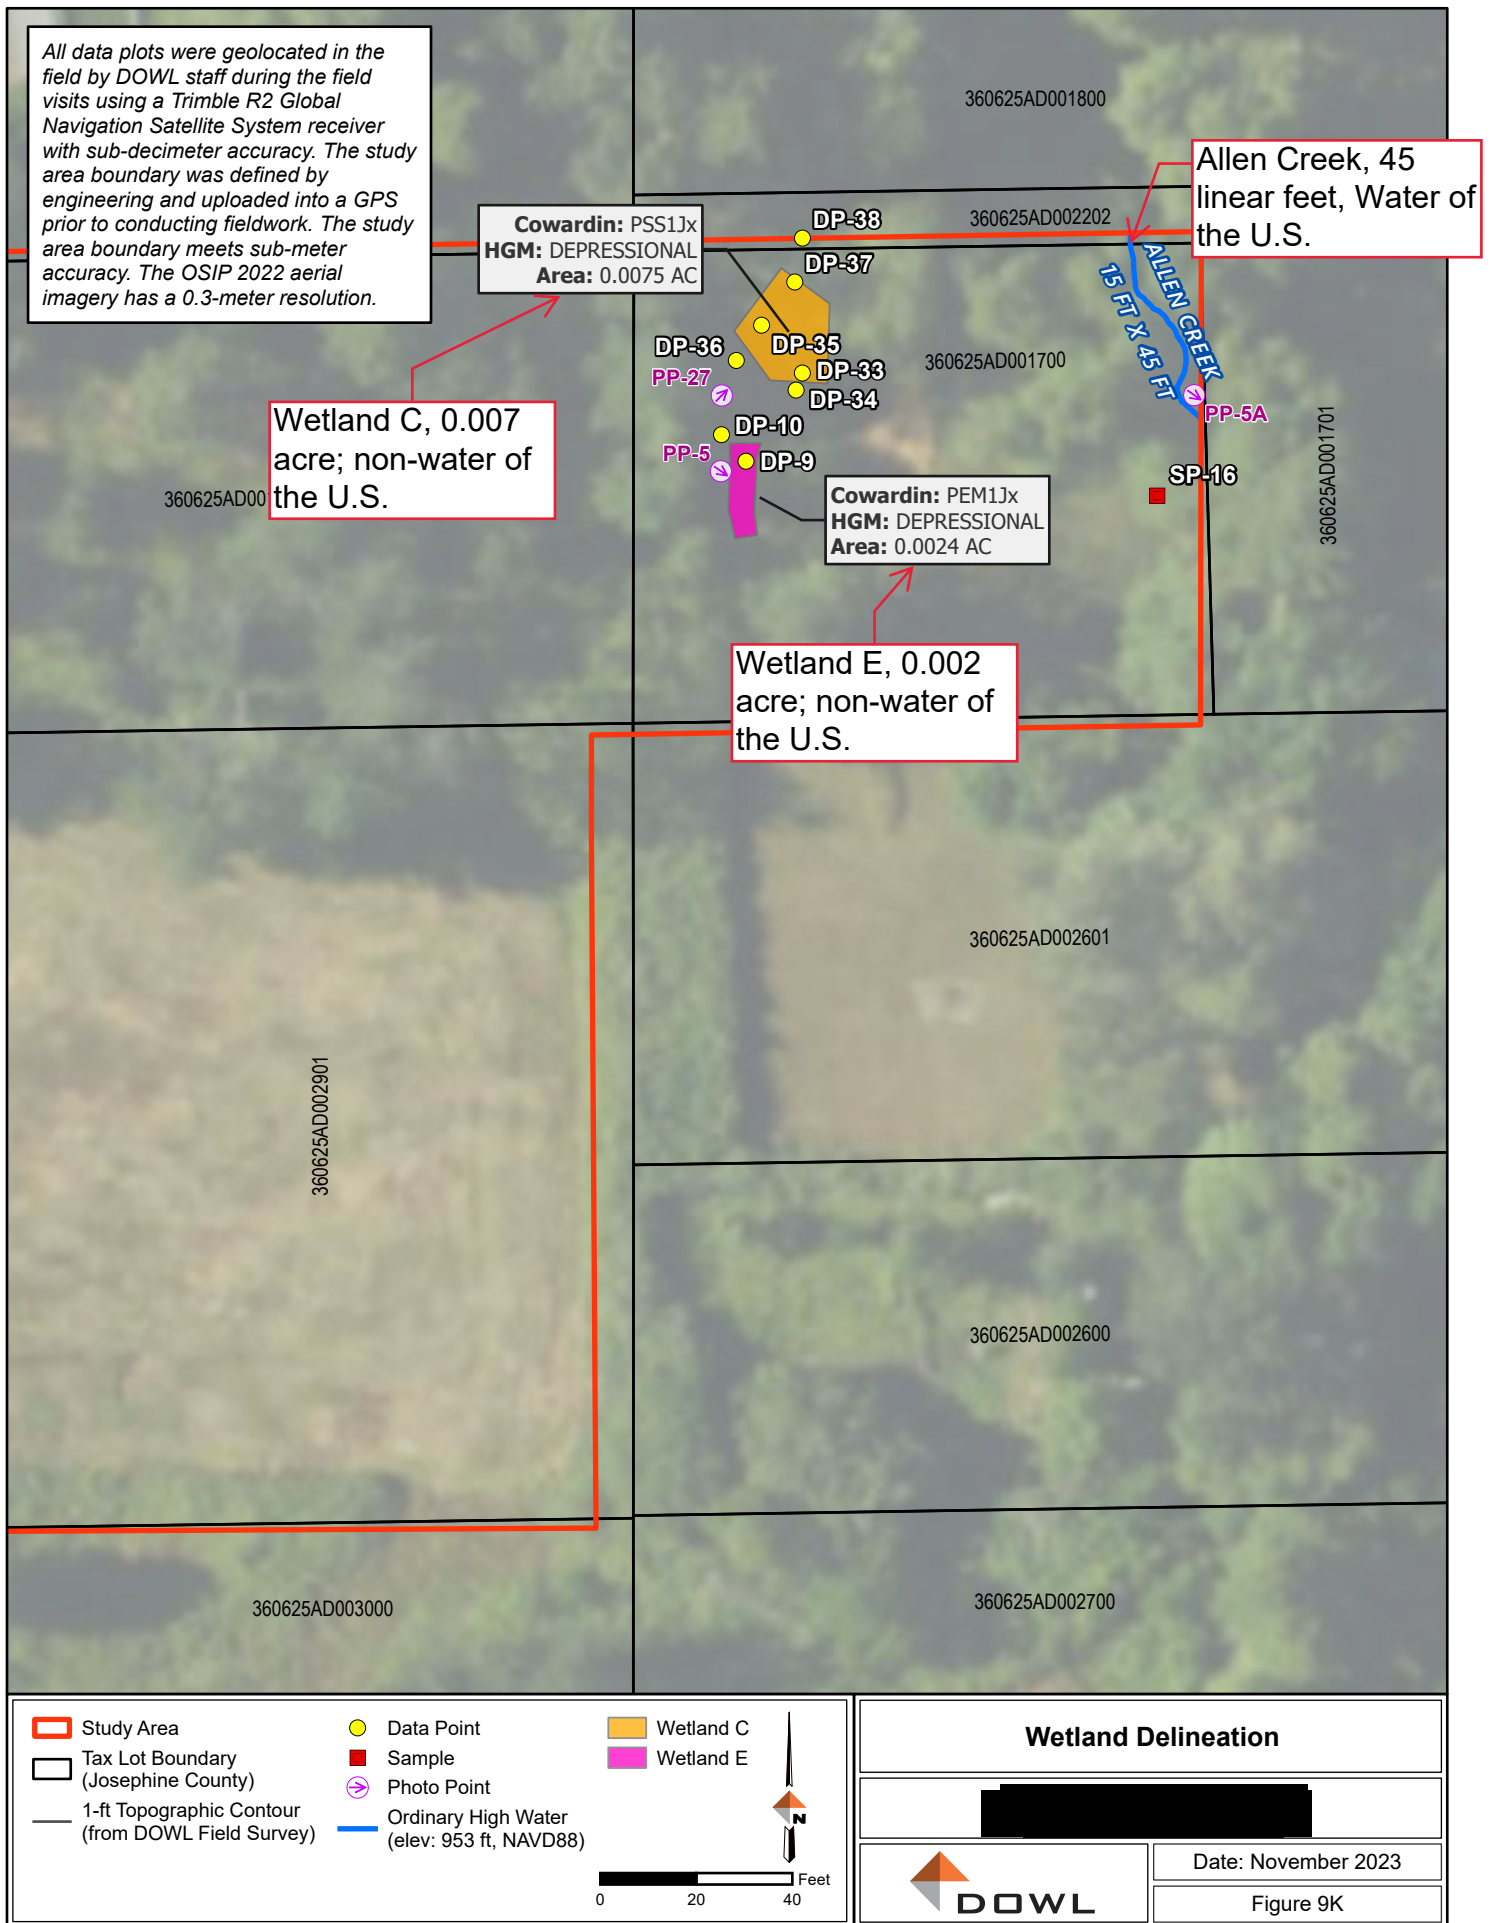 All data plots were geolocated in the
field by DOWL staff during the field
visits using a Trimble R2 Global
Navigation Satellite System receiver
with sub-decimeter accuracy. The study
area boundary was defined by
engineering and uploaded into a GPS
prior to conducting fieldwork. The study
area boundary meets sub-meter
accuracy. The OSIP 2022 aerial
imagery has a 0.3-meter resolution.
360625AD001800
Allen Creek, 45
linear feet, Water of
the U.S.
360625AD002202
Cowardin: PSS1Jx
HGM: DEPRESSIONAL
Area: 0.0075 AC
DP-38
DP-37
DP-35
DP-36
DP-33
DP-34
PP-27
360625AD001700
ALLEN CREEK
15 FT X 45 FT
PP-5A
360625AD001701
Wetland C, 0.007
acre; non-water of
the U.S.
360625AD00
DP-10
PP-5
DP-9
SP-16
Cowardin: PEM1Jx
HGM: DEPRESSIONAL
Area: 0.0024 AC
Wetland E, 0.002
acre; non-water of
the U.S.
360625AD002601
360625AD002901
360625AD002600
360625AD003000
360625AD002700
Study Area
Tax Lot Boundary
(Josephine County)
1-ft Topographic Contour
(from DOWL Field Survey)
Data Point
Sample
Photo Point
Ordinary High Water
(elev: 953 ft, NAVD88)
Wetland C
Wetland E
N
Feet
0 20 40
Wetland Delineation
DOWL
Date: November 2023
Figure 9K